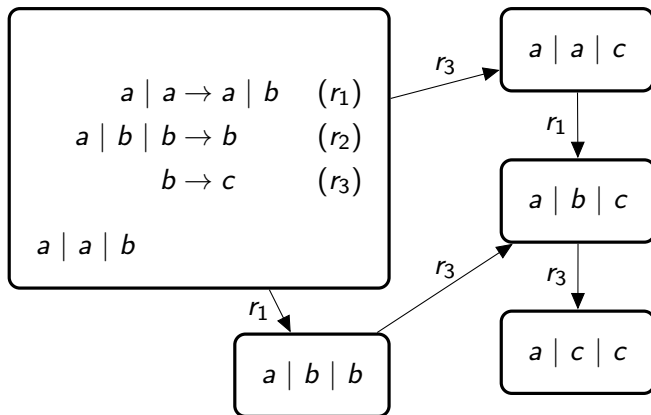 a | a → a | b (r₁)
a | b | b → b (r₂)
b → c (r₃)
a | a | b
r₃
a | a | c
r₁
a | b | c
r₃
r₃
r₁
a | b | b
a | c | c